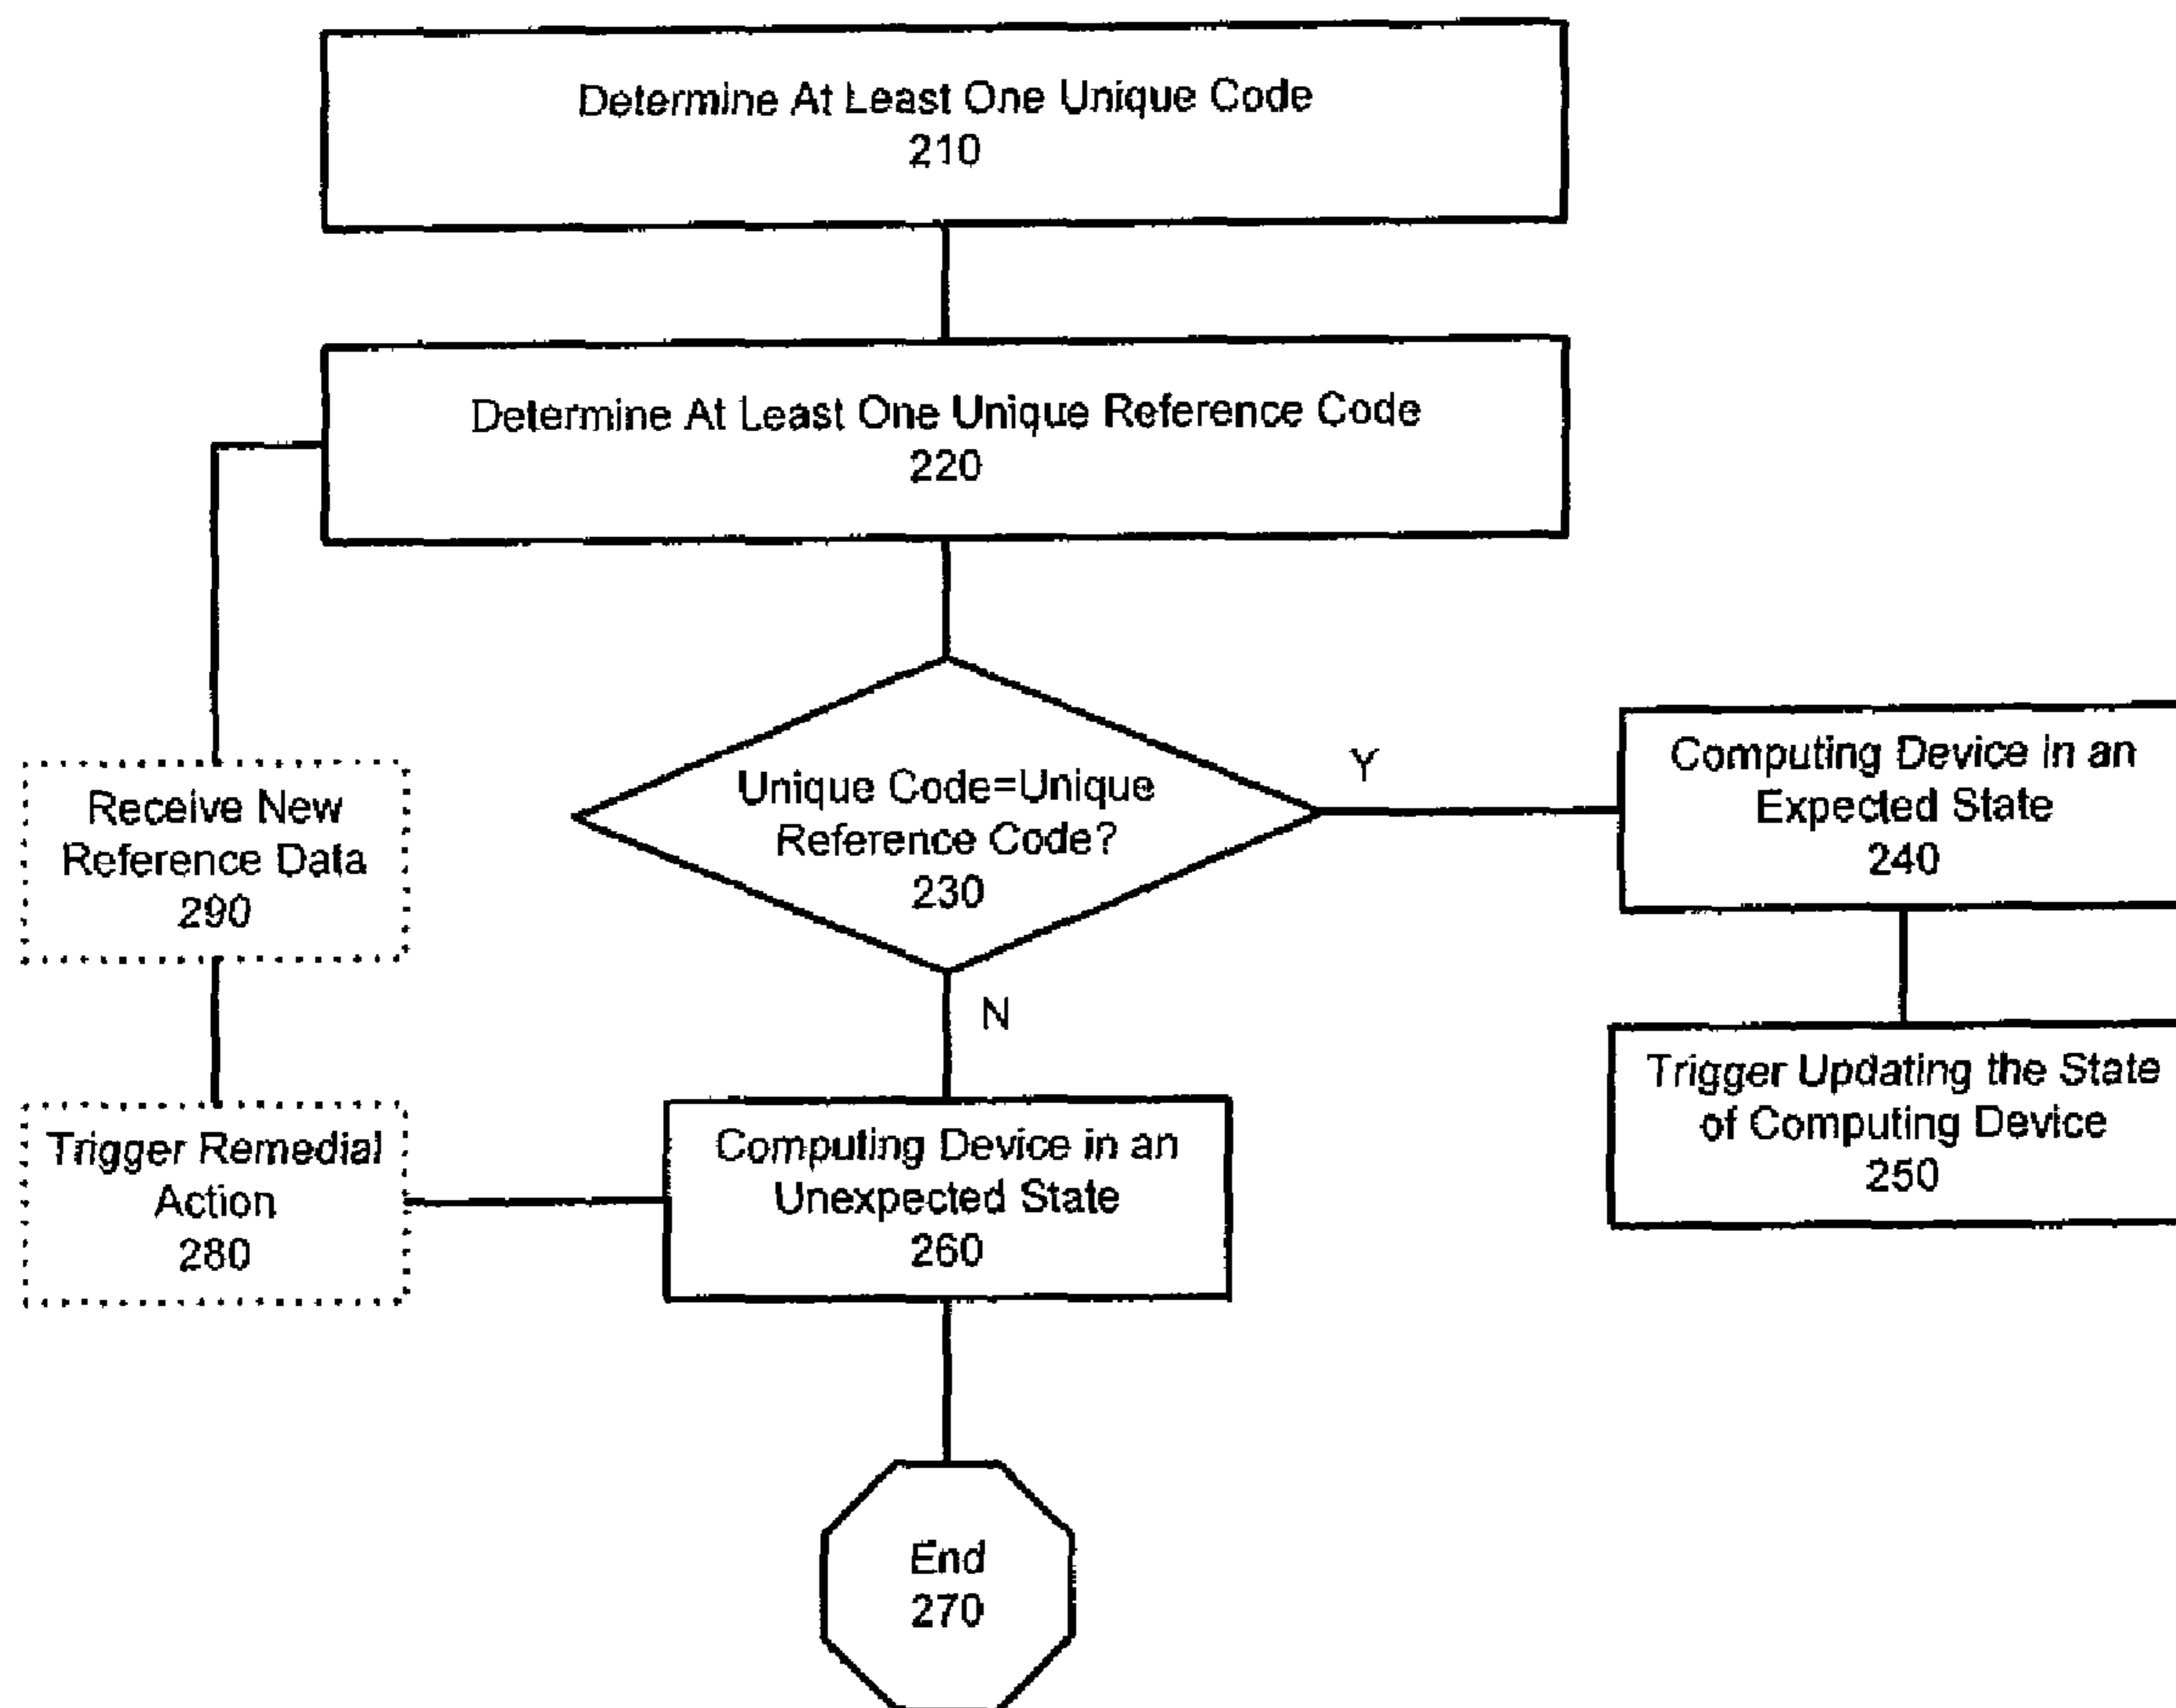 Determine At Least One Unique Code
210
Determine At Least One Unique Reference Code
220
Unique Code=Unique
Reference Code?
230
Y
Computing Device in an
Expected State
240
Trigger Updating the State
of Computing Device
250
N
Computing Device in an
Unexpected State
260
Receive New
Reference Data
290
Trigger Remedial
Action
280
End
270